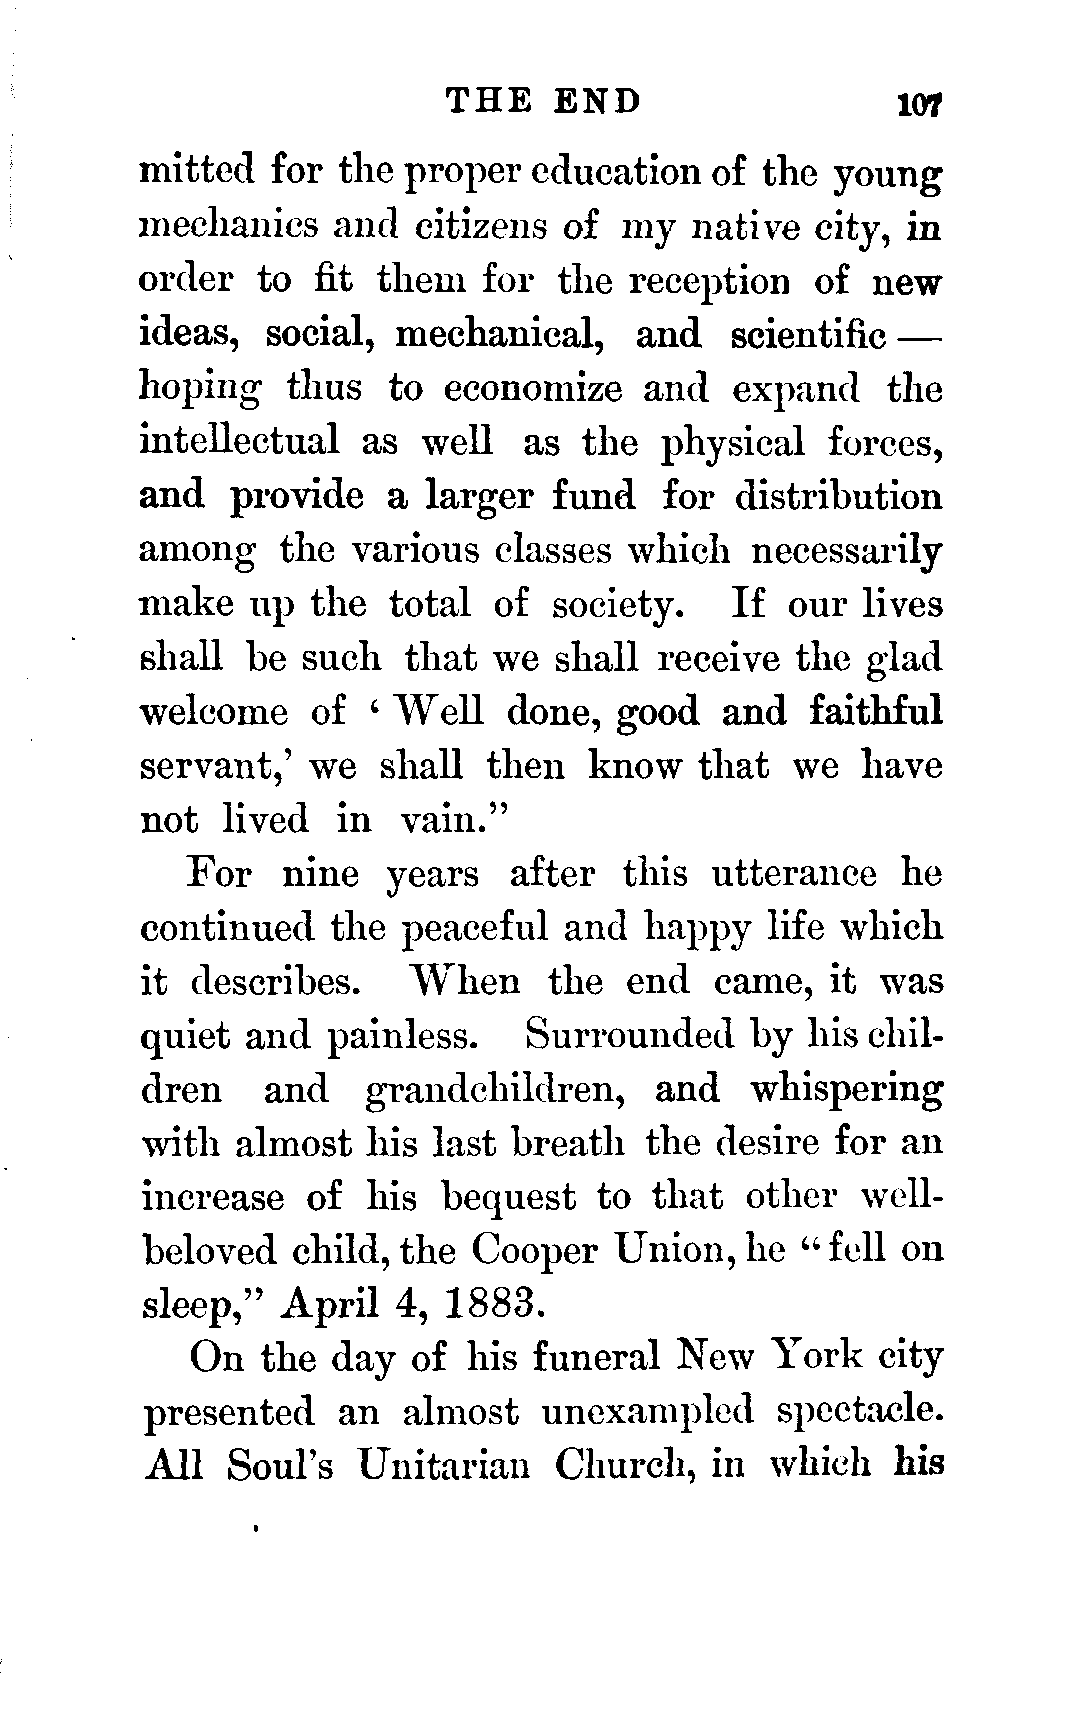 THE END 107
mitted for the proper education of the young
mechanics and citizens of my native city, in
order to fit them for the reception of new
ideas, social, mechanical, and scientific —
hoping thus to economize and expand the
intellectual as well as the physical forces,
and provide a larger fund for distribution
among the various classes which necessarily
make up the total of society. If our lives
shall be such that we shall receive the glad
welcome of ‘ Well done, good and faithful
servant,’ we shall then know that we have
not lived in vain.”
For nine years after this utterance he
continued the peaceful and happy life which
it describes. When the end came, it was
quiet and painless. Surrounded by his chil-
dren and grandchildren, and whispering
with almost his last breath the desire for an
increase of his bequest to that other well-
beloved child, the Cooper Union, he “fell on
sleep,” April 4, 1883.
On the day of his funeral New York city
presented an almost unexampled spectacle.
All Soul’s Unitarian Church, in which his